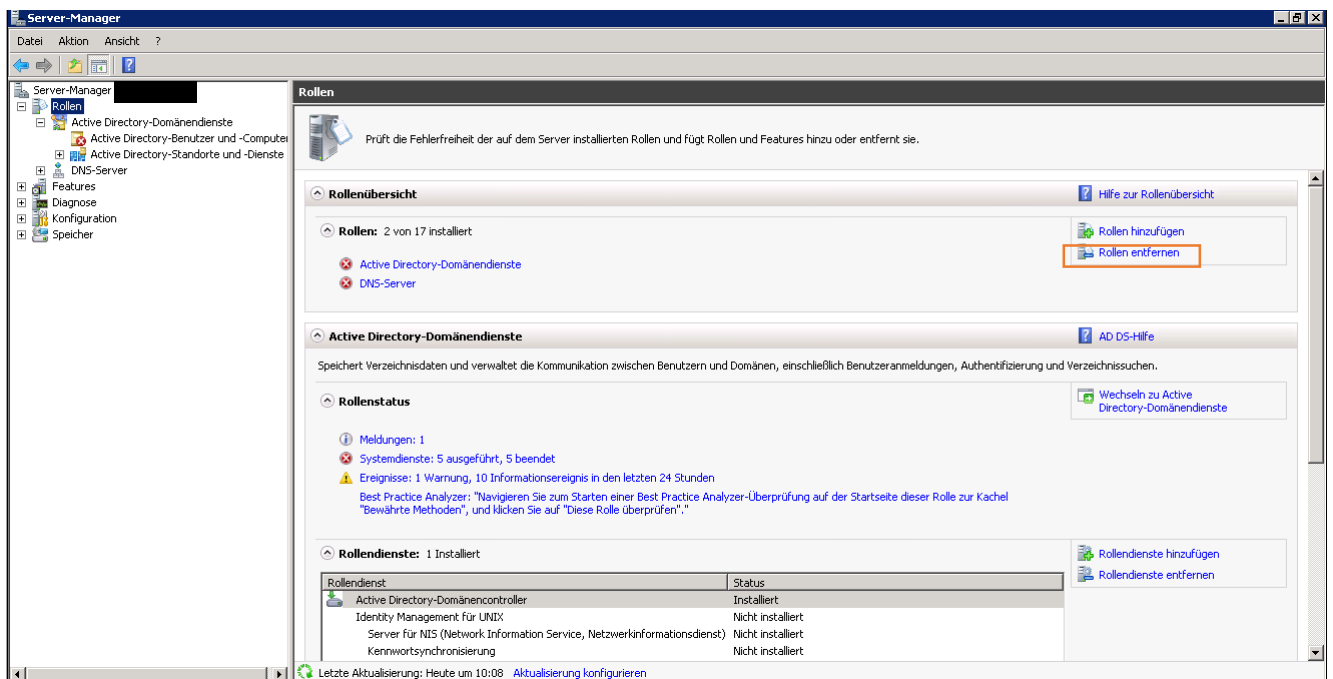 Server-Manager
Datei Aktion Ansicht ?
Server-Manager
Rollen
Active Directory-Domänendienste
Active Directory-Benutzer und -Computer
Active Directory-Standorte und -Dienste
DNS-Server
Features
Diagnose
Konfiguration
Speicher
Rollen
Prüft die Fehlerfreiheit der auf dem Server installierten Rollen und fügt Rollen und Features hinzu oder entfernt sie.
Rollenübersicht
Hilfe zur Rollenübersicht
Rollen: 2 von 17 installiert
Rollen hinzufügen
Rollen entfernen
Active Directory-Domänendienste
DNS-Server
Active Directory-Domänendienste
AD DS-Hilfe
Speichert Verzeichnisdaten und verwaltet die Kommunikation zwischen Benutzern und Domänen, einschließlich Benutzeranmeldungen, Authentifizierung und Verzeichnissuchen.
Rollenstatus
Wechseln zu Active
Directory-Domänendienste
Meldungen: 1
Systemdienste: 5 ausgeführt, 5 beendet
Ereignisse: 1 Warnung, 10 Informationsereignis in den letzten 24 Stunden
Best Practice Analyzer: "Navigieren Sie zum Starten einer Best Practice Analyzer-Überprüfung auf der Startseite dieser Rolle zur Kachel
"Bewährte Methoden", und klicken Sie auf "Diese Rolle überprüfen"."
Rollendienste: 1 Installiert
Rollendienste hinzufügen
Rollendienste entfernen
Rollendienst Status
Active Directory-Domänencontroller Installiert
Identity Management für UNIX Nicht installiert
Server für NIS (Network Information Service, Netzwerkinformationsdienst) Nicht installiert
Kennwortsynchronisierung Nicht installiert
Letzte Aktualisierung: Heute um 10:08 Aktualisierung konfigurieren